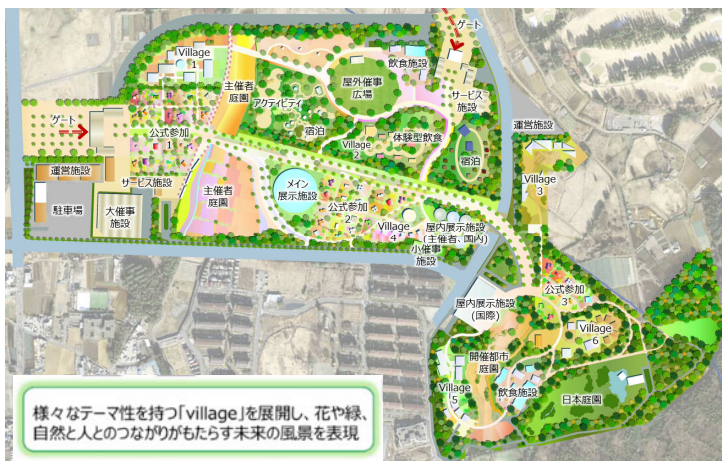 ゲート
Village
1
主催者
庭園
アクティビティ
屋外催事
広場
飲食施設
サービス
施設
ゲート
公式参加
1
宿泊
Village
2
体験型飲食
宿泊
運営施設
Village
3
運営施設
サービス施設
駐車場
大催事
施設
主催者
庭園
メイン
展示施設
公式参加
2
Village
4
屋内展示施設
(主催者、国内)
小催事
施設
公式参加
3
屋内展示施設
(国際)
Village
6
開催都市
庭園
Village
5
飲食施設
日本庭園
様々なテーマ性を持つ「village」を展開し、花や緑、
自然と人とのつながりがもたらす未来の風景を表現